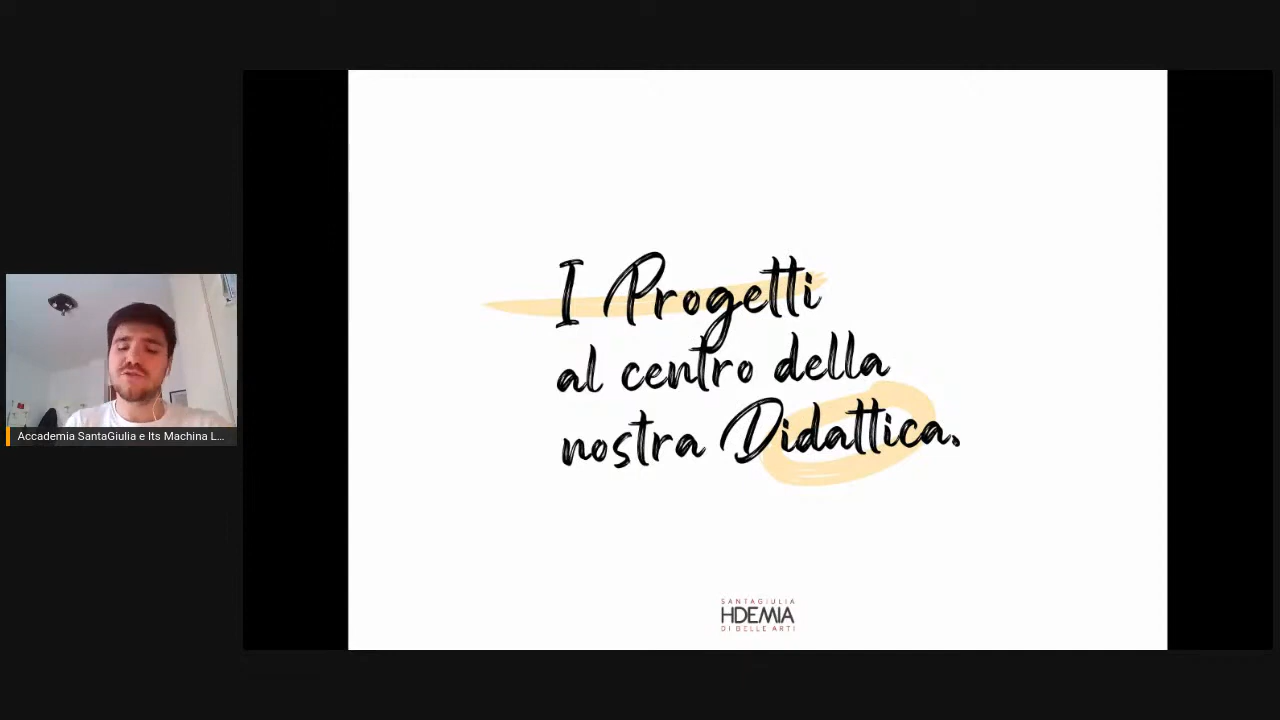 I Progetti
al centro della
nostra Didattica.
SANTAGIULIA
HDEMIA
DI BELLE ARTI
Accademia SantaGiulia e Its Machina L...